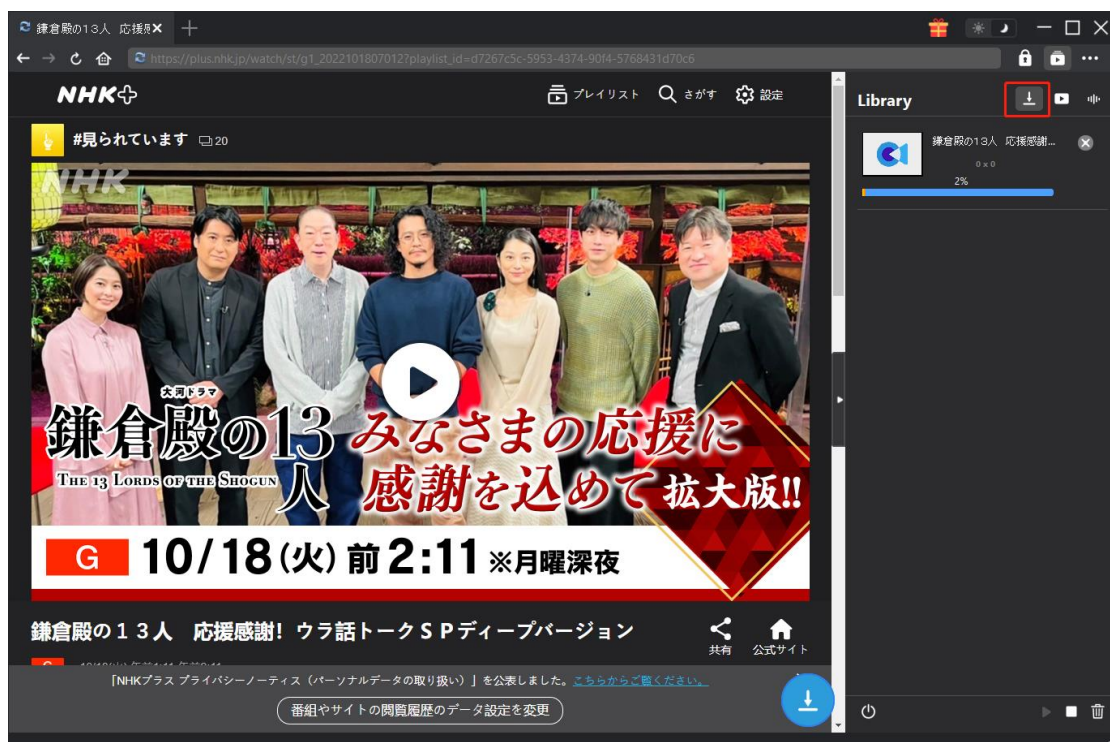 鎌倉殿の13人 応援感
https://plus.nhk.jp/watch/st/g1_2022101807012?playlist_id=d7267c5c-5953-4374-90f4-5768431d70c6
NHK
プレイリスト
さがす
設定
#見られています
20
NHK
大河ドラマ
鎌倉殿の13人
THE 13 LORDS OF THE SHOGUN
みなさまの応援に
感謝を込めて 拡大版!!
G 10/18(火) 前2:11 ※月曜深夜
鎌倉殿の13人 応援感謝! ウラ話トークSPディープバージョン
共有
公式サイト
「NHKプラス プライバシーノーティス (パーソナルデータの取り扱い) 」を公表しました。こちらからご覧ください。
番組やサイトの閲覧履歴のデータ設定を変更
Library
鎌倉殿の13人 応援感謝...
0 x 0
2%